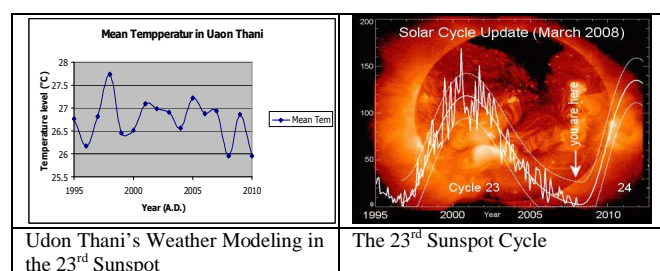 Mean Tempperatur in Uaon Thani
28
27.5
27
26.5
26
25.5
Temperature level (°C)
1995 2000 2005 2010
Year (A.D.)
Mean Tem
Solar Cycle Update (March 2008)
200
150
100
50
0
you are here
Cycle 23
24
1995 2000 Year 2005 2010
Udon Thani's Weather Modeling in
the 23rd Sunspot
The 23rd Sunspot Cycle